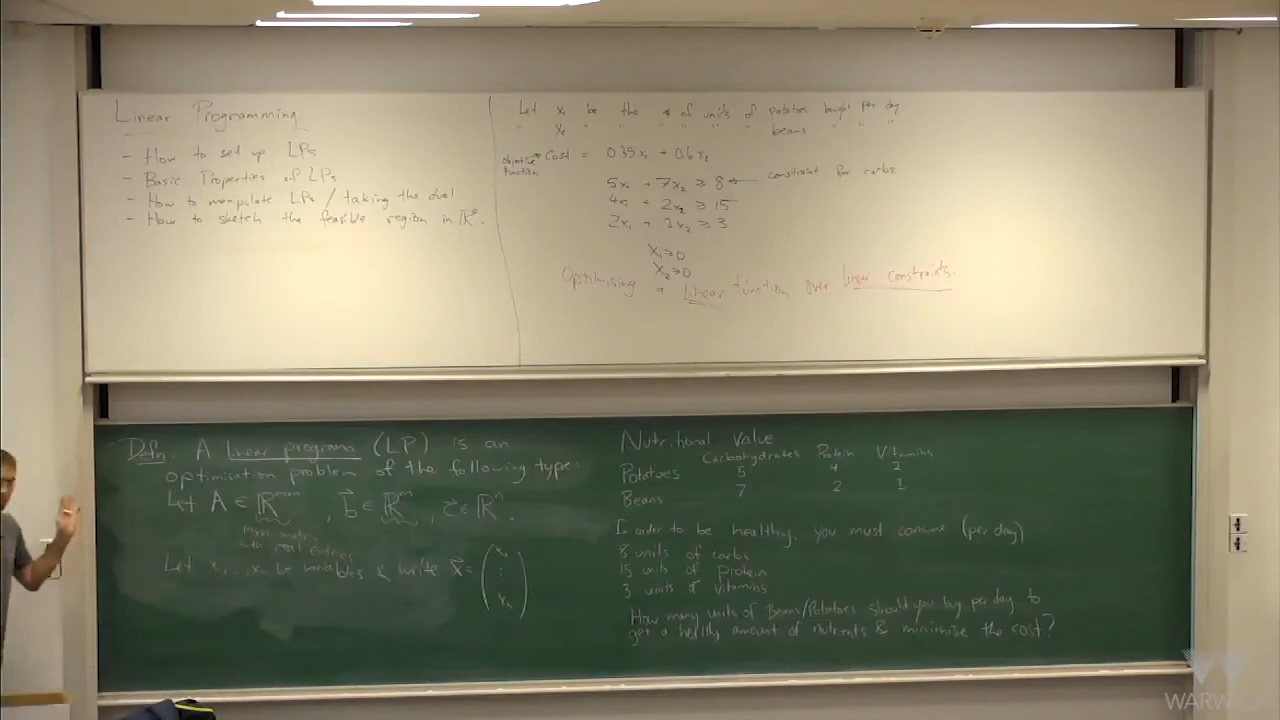 Linear Programming
- How to set up LPs
- Basic Properties of LPs
- How to manipulate LPs / taking the dual
- How to sketch the feasible region in ℝ².
Let x₁ be the # of units of potatoes bought per day
" x₂ " " " " " beans " " "
Objective function → Cost = 0.35x₁ + 0.6x₂
5x₁ + 7x₂ ≥ 8 ← constraint for carbs
4x₁ + 2x₂ ≥ 15
2x₁ + 1x₂ ≥ 3
x₁ ≥ 0
x₂ ≥ 0
Optimising a linear function over linear constraints.
Defn: A linear program (LP) is an
optimisation problem of the following type:
Let A ∈ ℝᵐˣⁿ, b ∈ ℝᵐ, c ∈ ℝⁿ.
mxn matrix
with real entries
Let x₁,...,xₙ be variables & write x = (x₁ ⋮ xₙ)
Nutritional Value
Carbohydrates Protein Vitamins
Potatoes 5 4 2
Beans 7 2 1
In order to be healthy, you must consume (per day)
8 units of carbs
15 units of protein
3 units of vitamins
How many units of Beans/Potatoes should you buy per day to
get a healthy amount of nutrients & minimise the cost?
WARWICK